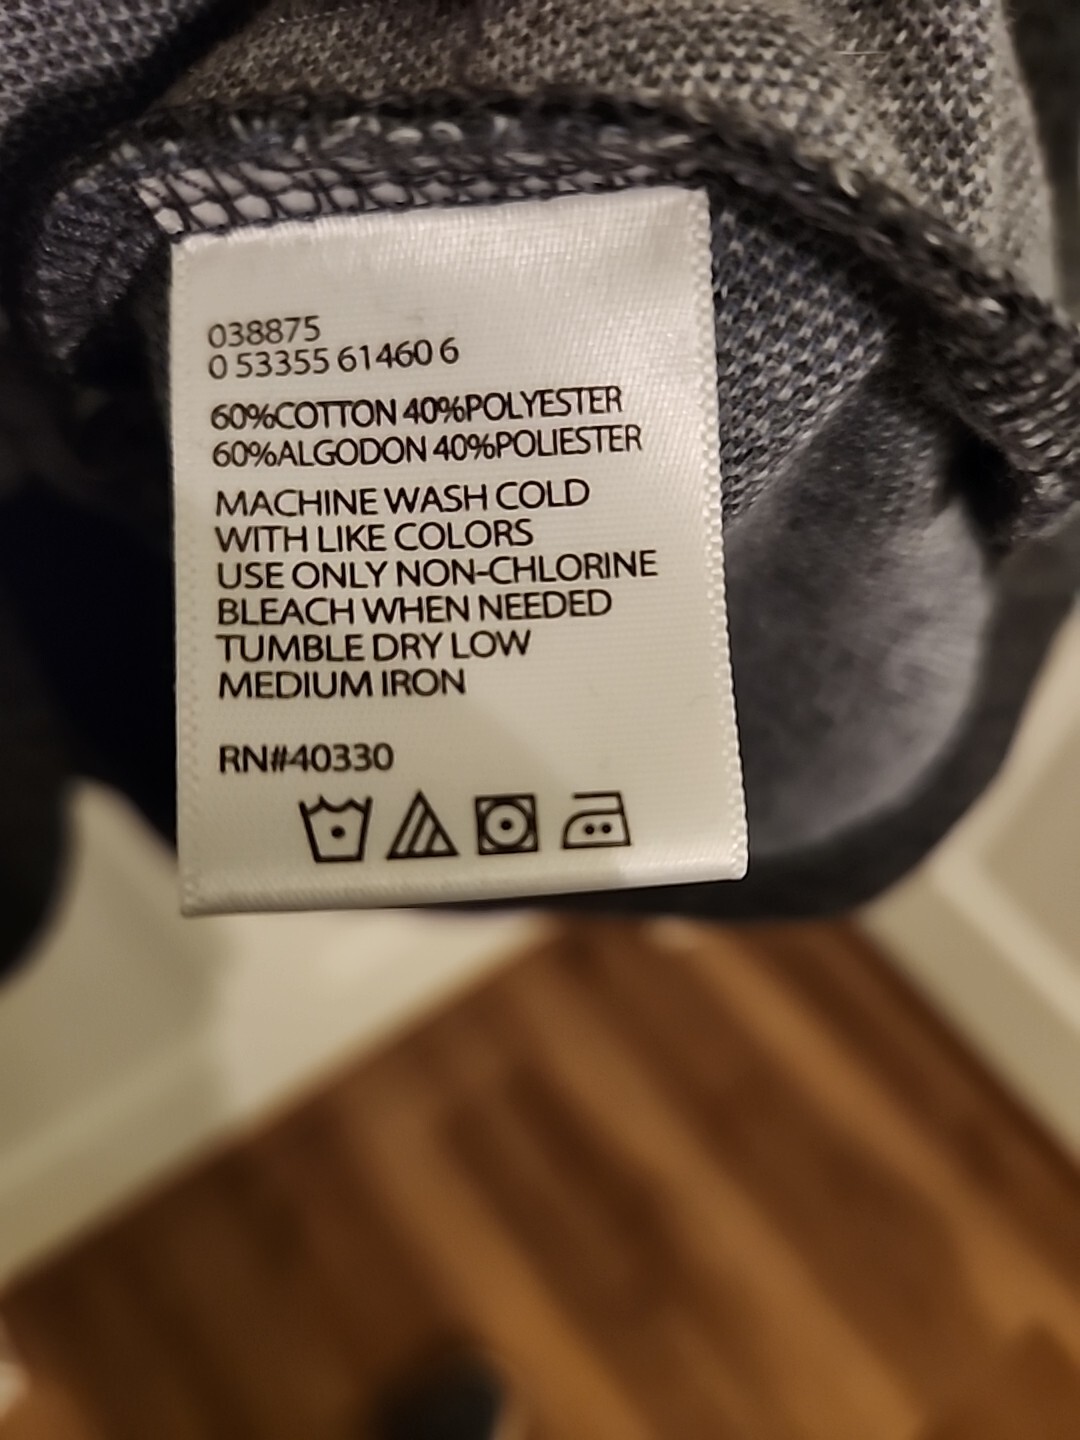 038875
0 53355 61460 6
60%COTTON 40%POLYESTER
60%ALGODON 40%POLIESTER
MACHINE WASH COLD
WITH LIKE COLORS
USE ONLY NON-CHLORINE
BLEACH WHEN NEEDED
TUMBLE DRY LOW
MEDIUM IRON
RN#40330